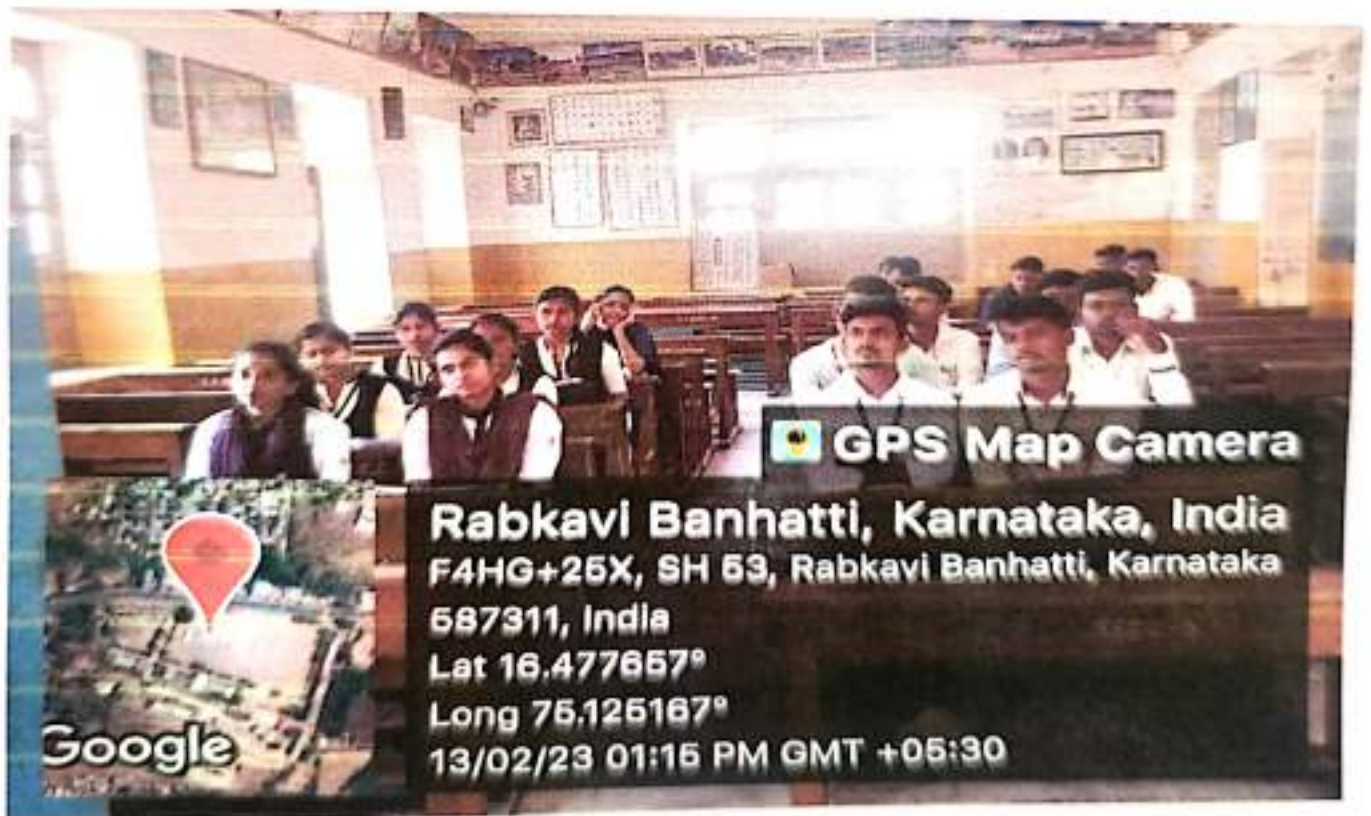 GPS Map Camera
Rabkavi Banhatti, Karnataka, India
F4HG+25X, SH 53, Rabkavi Banhatti, Karnataka
587311, India
Lat 16.477657°
Long 75.125167°
13/02/23 01:15 PM GMT +05:30
Google